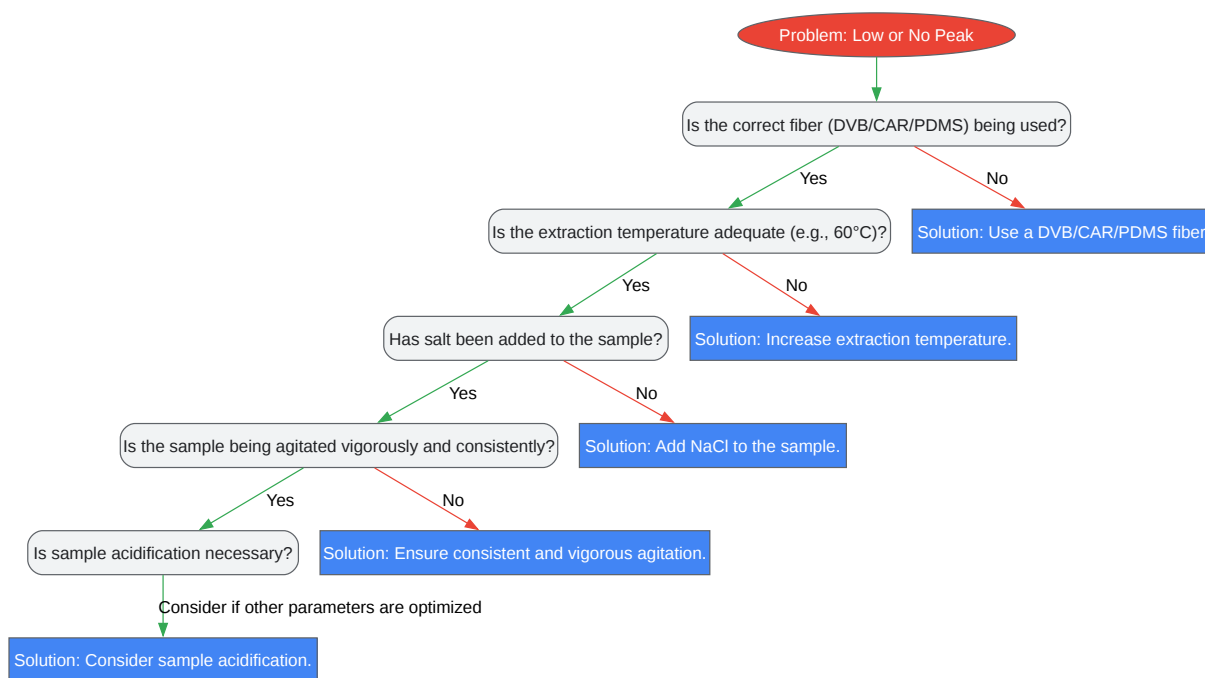 Problem: Low or No Peak
Is the correct fiber (DVB/CAR/PDMS) being used?
Yes
No
Is the extraction temperature adequate (e.g., 60°C)?
Solution: Use a DVB/CAR/PDMS fiber
Yes
No
Has salt been added to the sample?
Solution: Increase extraction temperature.
Yes
No
Is the sample being agitated vigorously and consistently?
Solution: Add NaCl to the sample.
Yes
No
Is sample acidification necessary?
Solution: Ensure consistent and vigorous agitation.
Consider if other parameters are optimized
Solution: Consider sample acidification.